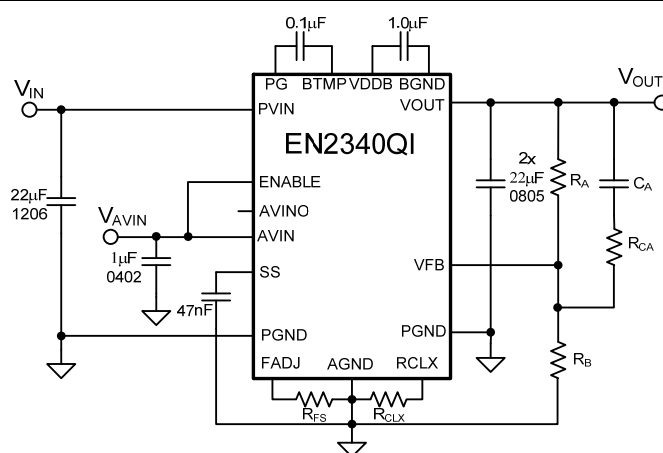 0.1µF
1.0µF
PG
BTMP
VDDB
BGND
VIN
VOUT
PVIN
VOUT
EN2340QI
22µF
1206
ENABLE
AVINO
VAVIN
AVIN
1µF
0402
SS
47nF
PGND
2x
22µF
0805
RA
CA
RCA
VFB
PGND
RB
FADJ
AGND
RCLX
RFS
RCLX